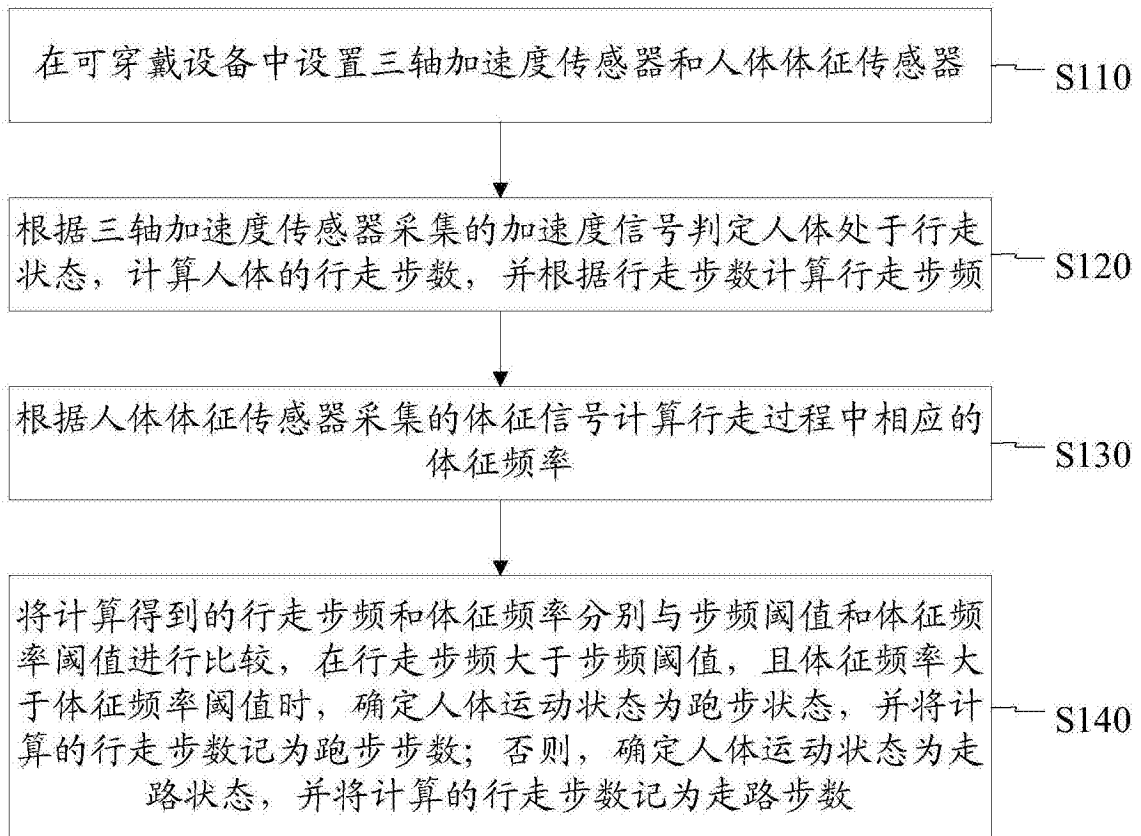 在可穿戴设备中设置三轴加速度传感器和人体体征传感器
S110
根据三轴加速度传感器采集的加速度信号判定人体处于行走
状态，计算人体的行走步数，并根据行走步数计算行走步频
S120
根据人体体征传感器采集的体征信号计算行走过程中相应的
体征频率
S130
将计算得到的行走步频和体征频率分别与步频阈值和体征频
率阈值进行比较，在行走步频大于步频阈值，且体征频率大
于体征频率阈值时，确定人体运动状态为跑步状态，并将计
算的行走步数记为跑步步数；否则，确定人体运动状态为走
路状态，并将计算的行走步数记为走路步数
S140